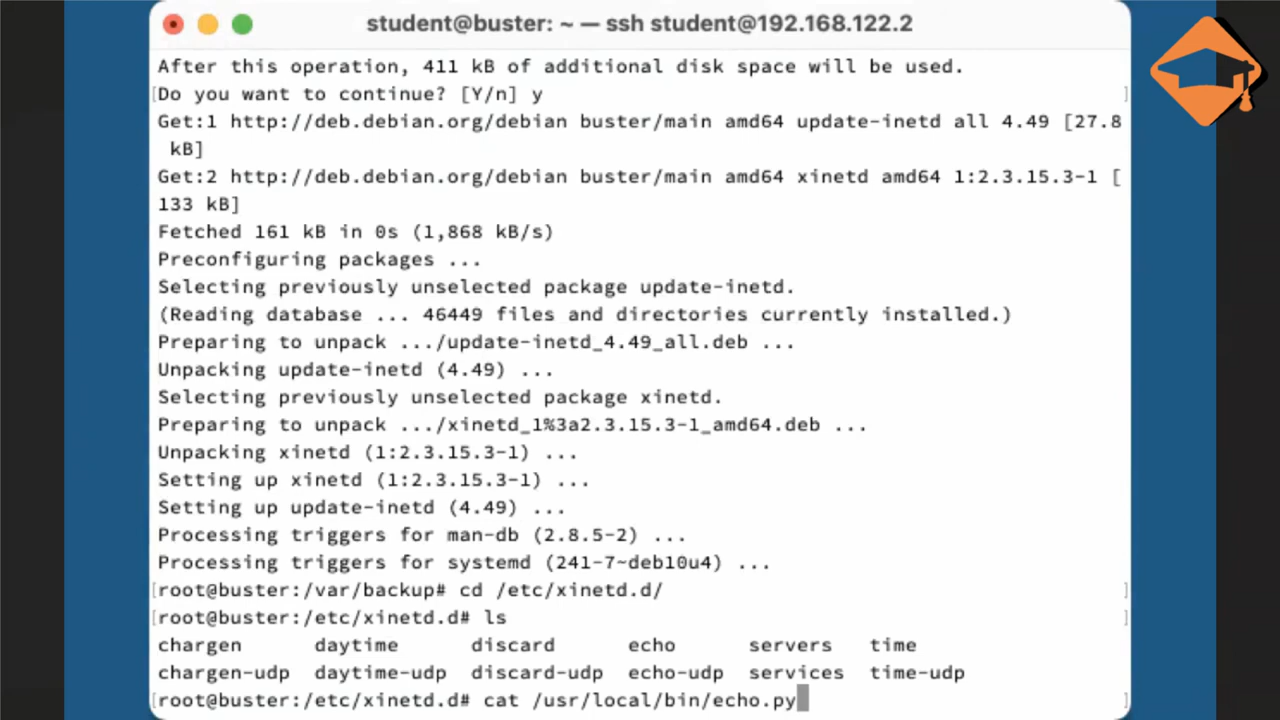 student@buster: ~ — ssh student@192.168.122.2
After this operation, 411 kB of additional disk space will be used.
[Do you want to continue? [Y/n] y ]
Get:1 http://deb.debian.org/debian buster/main amd64 update-inetd all 4.49 [27.8
 kB]
Get:2 http://deb.debian.org/debian buster/main amd64 xinetd amd64 1:2.3.15.3-1 [
133 kB]
Fetched 161 kB in 0s (1,868 kB/s)
Preconfiguring packages ...
Selecting previously unselected package update-inetd.
(Reading database ... 46449 files and directories currently installed.)
Preparing to unpack .../update-inetd_4.49_all.deb ...
Unpacking update-inetd (4.49) ...
Selecting previously unselected package xinetd.
Preparing to unpack .../xinetd_1%3a2.3.15.3-1_amd64.deb ...
Unpacking xinetd (1:2.3.15.3-1) ...
Setting up xinetd (1:2.3.15.3-1) ...
Setting up update-inetd (4.49) ...
Processing triggers for man-db (2.8.5-2) ...
Processing triggers for systemd (241-7~deb10u4) ...
[root@buster:/var/backup# cd /etc/xinetd.d/ ]
[root@buster:/etc/xinetd.d# ls ]
chargen daytime discard echo servers time
chargen-udp daytime-udp discard-udp echo-udp services time-udp
[root@buster:/etc/xinetd.d# cat /usr/local/bin/echo.py ]